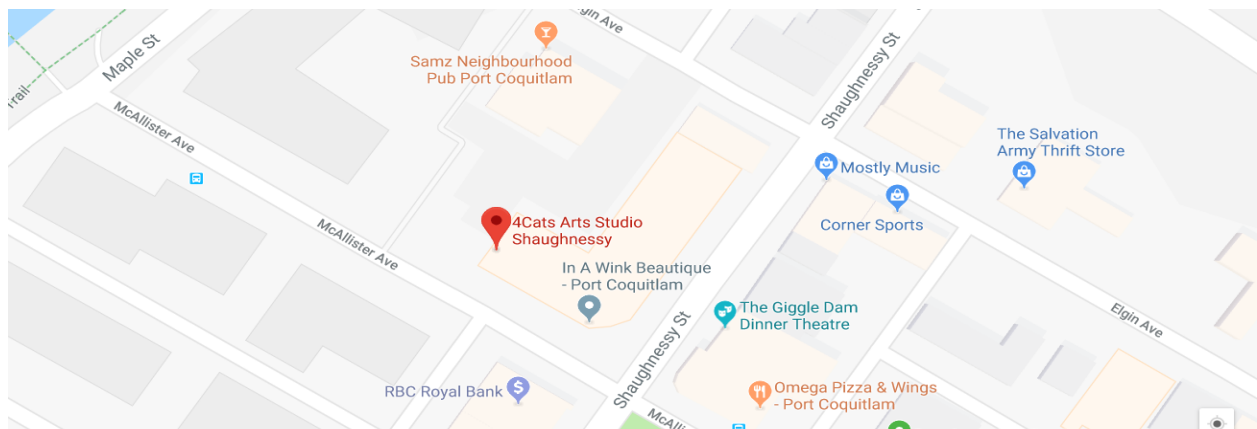 Elgin Ave
Maple St
Samz Neighbourhood
Pub Port Coquitlam
Shaughnessy St
Trail
McAllister Ave
The Salvation
Army Thrift Store
Mostly Music
Corner Sports
4Cats Arts Studio
Shaughnessy
McAllister Ave
In A Wink Beautique
- Port Coquitlam
The Giggle Dam
Dinner Theatre
Elgin Ave
Shaughnessy St
RBC Royal Bank
$
Omega Pizza & Wings
- Port Coquitlam
McAllister